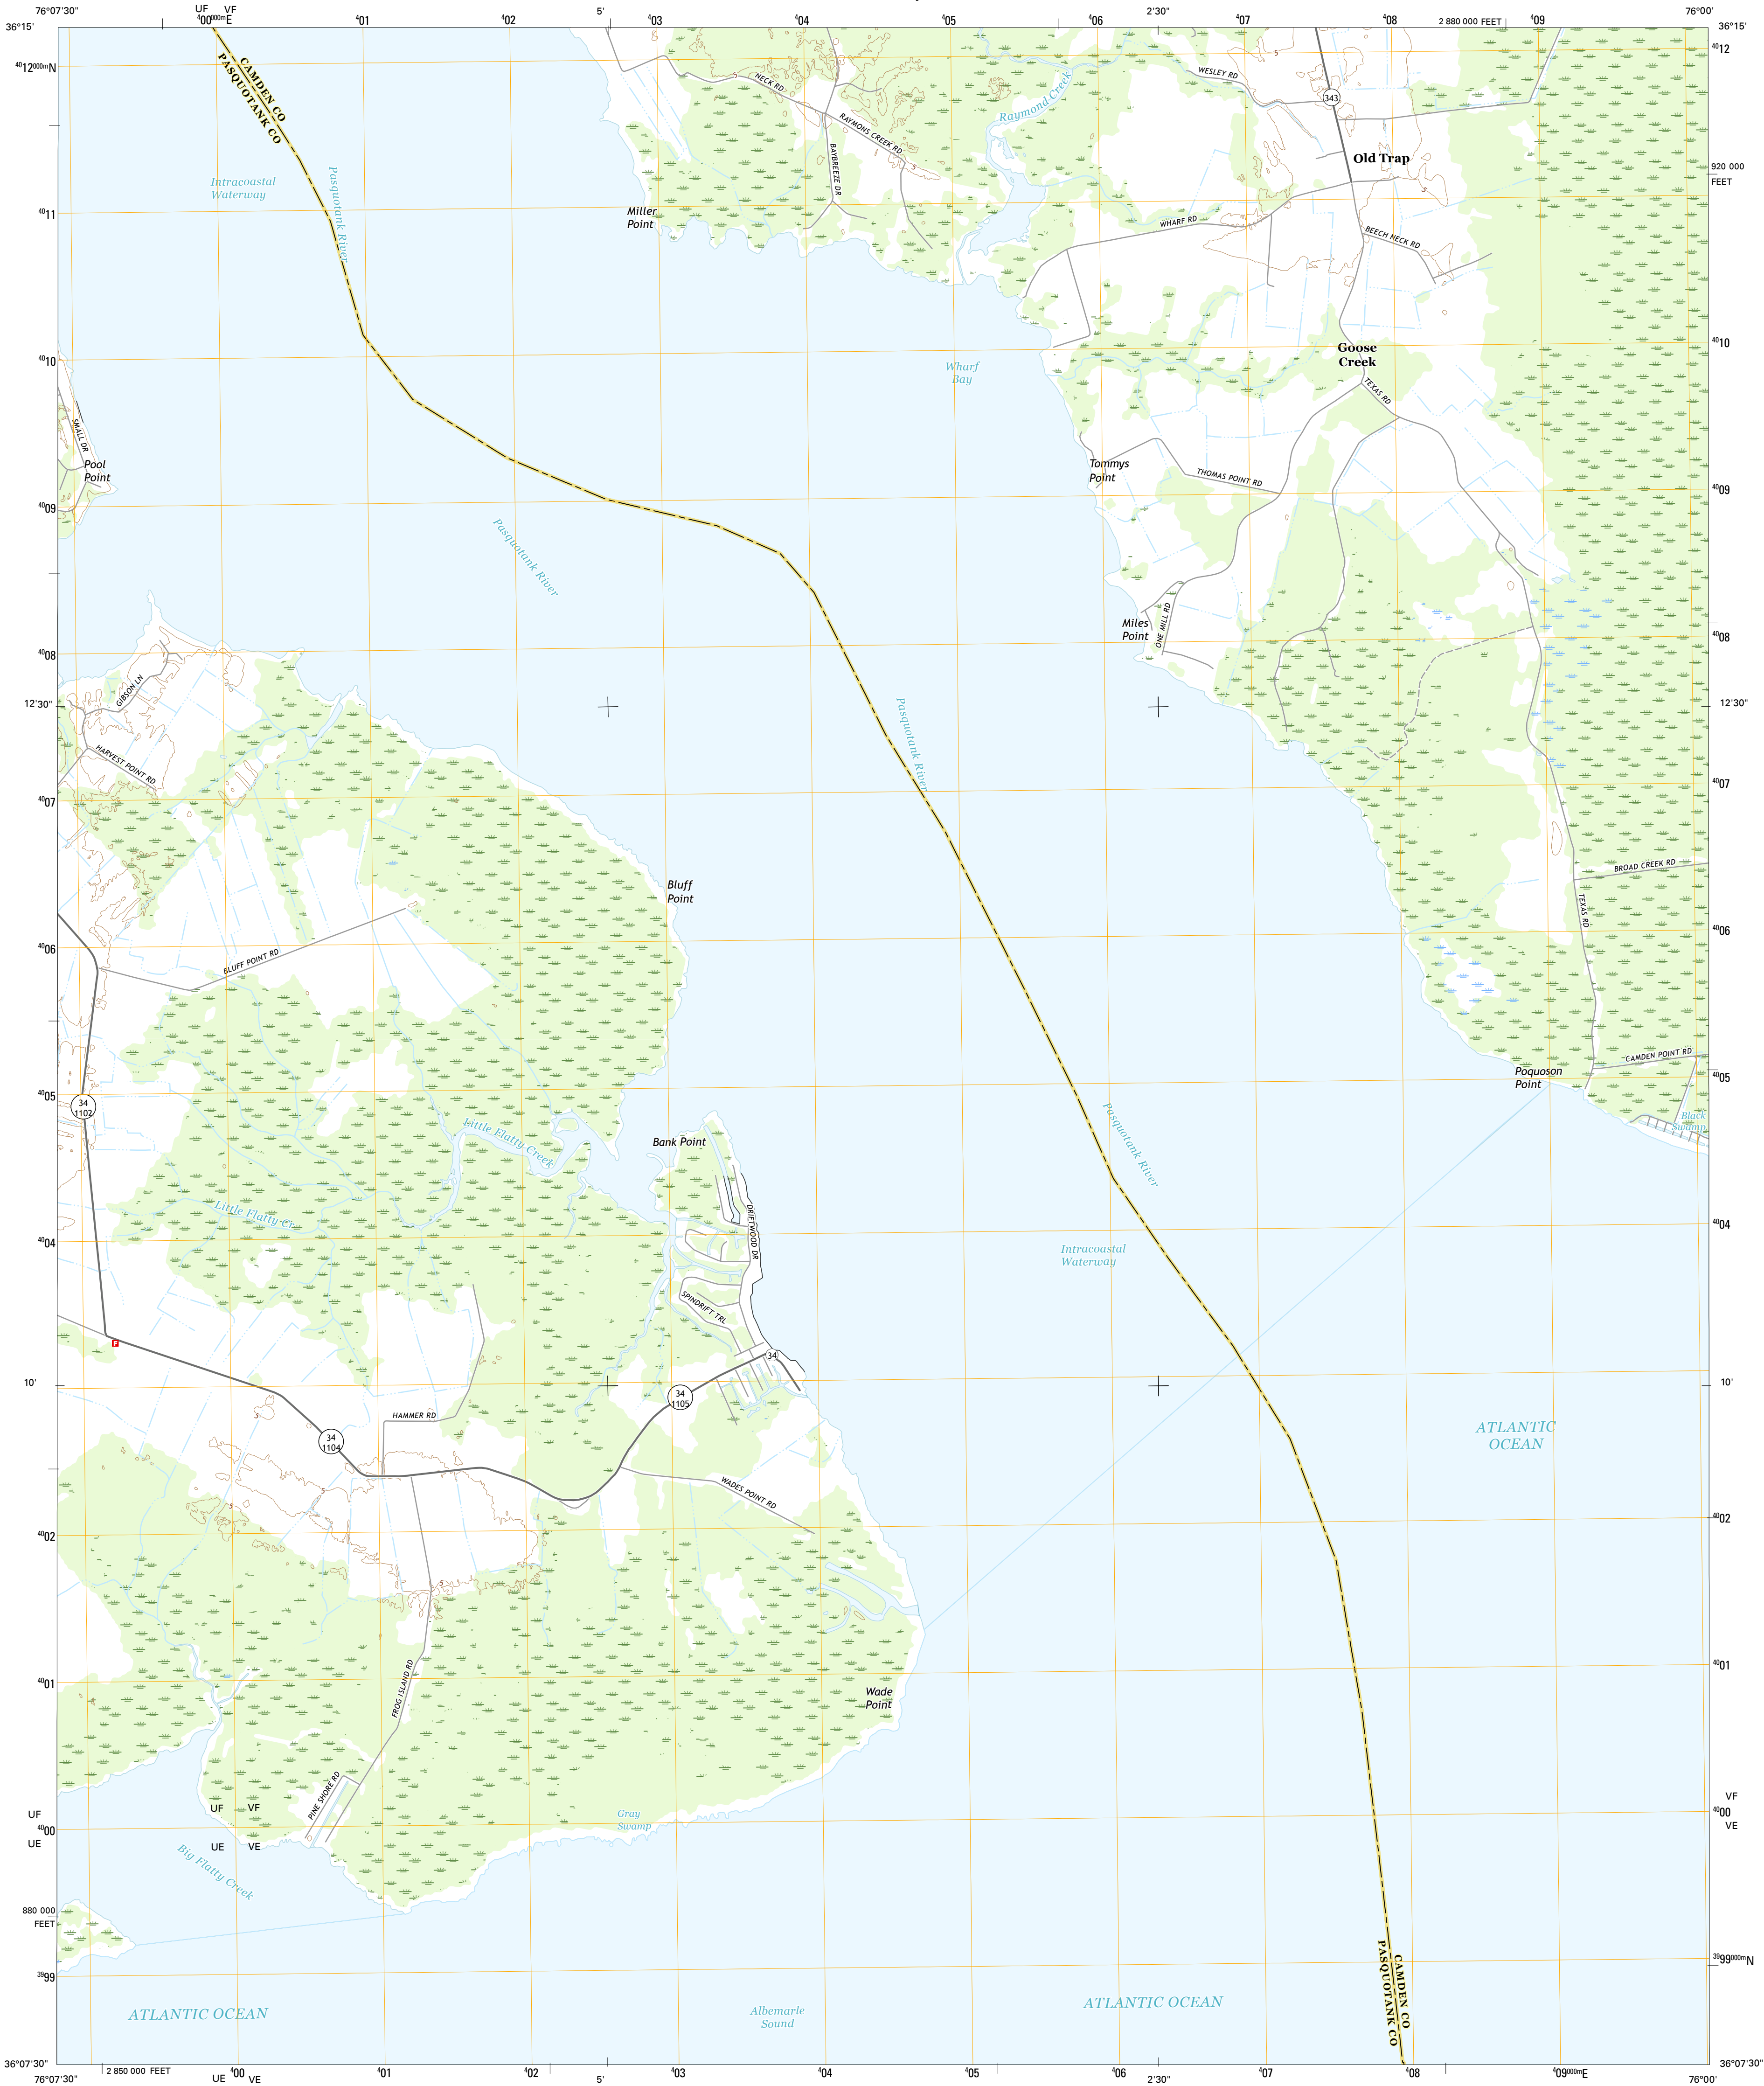 76°07'30"
UF VF
⁴00⁰⁰⁰ᵐE
⁴01
⁴02
5'
⁴03
⁴04
⁴05
⁴06
2'30"
⁴07
⁴08
2 880 000 FEET
⁴09
76°00'
36°15'
36°15'
⁴⁰12⁰⁰⁰ᵐN
⁴⁰12
CAMDEN CO
PASQUOTANK CO
NECK RD
5
Raymond Creek
WESLEY RD
5
343
RAYMONS CREEK RD
BAYBREEZE DR
5
Old Trap
920 000
FEET
5
Intracoastal
Waterway
Pasquotank River
⁴⁰11
Miller
Point
WHARF RD
BEECH NECK RD
⁴⁰10
Goose
Creek
⁴⁰10
Wharf
Bay
TEXAS RD
SMALL DR
Pool
Point
Tommys
Point
THOMAS POINT RD
⁴⁰09
⁴⁰09
Pasquotank River
Miles
Point
ONE MILL RD
⁴⁰08
⁴⁰08
GIBSON LN
12'30"
12'30"
Pasquotank River
HARVEST POINT RD
⁴⁰07
⁴⁰07
BROAD CREEK RD
Bluff
Point
TEXAS RD
⁴⁰06
⁴⁰06
BLUFF POINT RD
CAMDEN POINT RD
Poquoson
Point
⁴⁰05
⁴⁰05
34
1102
Black
Swamp
Little Flatty Creek
Bank Point
Pasquotank River
Little Flatty Cr
DRIFTWOOD DR
⁴⁰04
⁴⁰04
Intracoastal
Waterway
SPINDRIFT TRL
F
34
10'
10'
34
1105
HAMMER RD
5
34
1104
ATLANTIC
OCEAN
WADES POINT RD
5
5
⁴⁰02
⁴⁰02
5
FROG ISLAND RD
⁴⁰01
⁴⁰01
Wade
Point
PINE SHORE RD
UF
UF VF
VF
Gray
Swamp
⁴⁰00
⁴⁰00
UE
UE VE
VE
Big Flatty Creek
880 000
FEET
³⁹99
³⁹99⁰⁰⁰ᵐN
CAMDEN CO
PASQUOTANK CO
ATLANTIC OCEAN
Albemarle
Sound
ATLANTIC OCEAN
36°07'30"
36°07'30"
76°07'30"
2 850 000 FEET
UE VE
⁴00
⁴01
⁴02
5'
⁴03
⁴04
⁴05
⁴06
2'30"
⁴07
⁴08
⁴09⁰⁰⁰ᵐE
76°00'